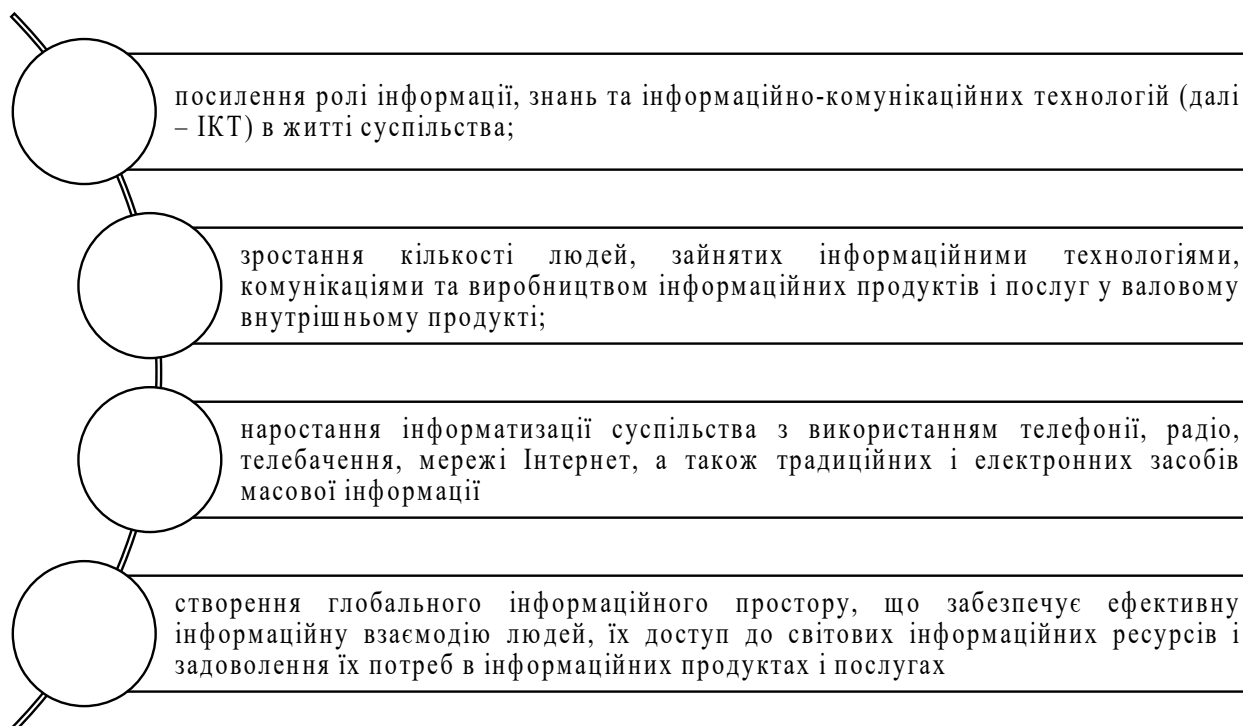 посилення ролі інформації, знань та інформаційно-комунікаційних технологій (далі
– ІКТ) в житті суспільства;
зростання кількості людей, зайнятих інформаційними технологіями,
комунікаціями та виробництвом інформаційних продуктів і послуг у валовому
внутрішньому продукті;
наростання інформатизації суспільства з використанням телефонії, радіо,
телебачення, мережі Інтернет, а також традиційних і електронних засобів
масової інформації
створення глобального інформаційного простору, що забезпечує ефективну
інформаційну взаємодію людей, їх доступ до світових інформаційних ресурсів і
задоволення їх потреб в інформаційних продуктах і послугах